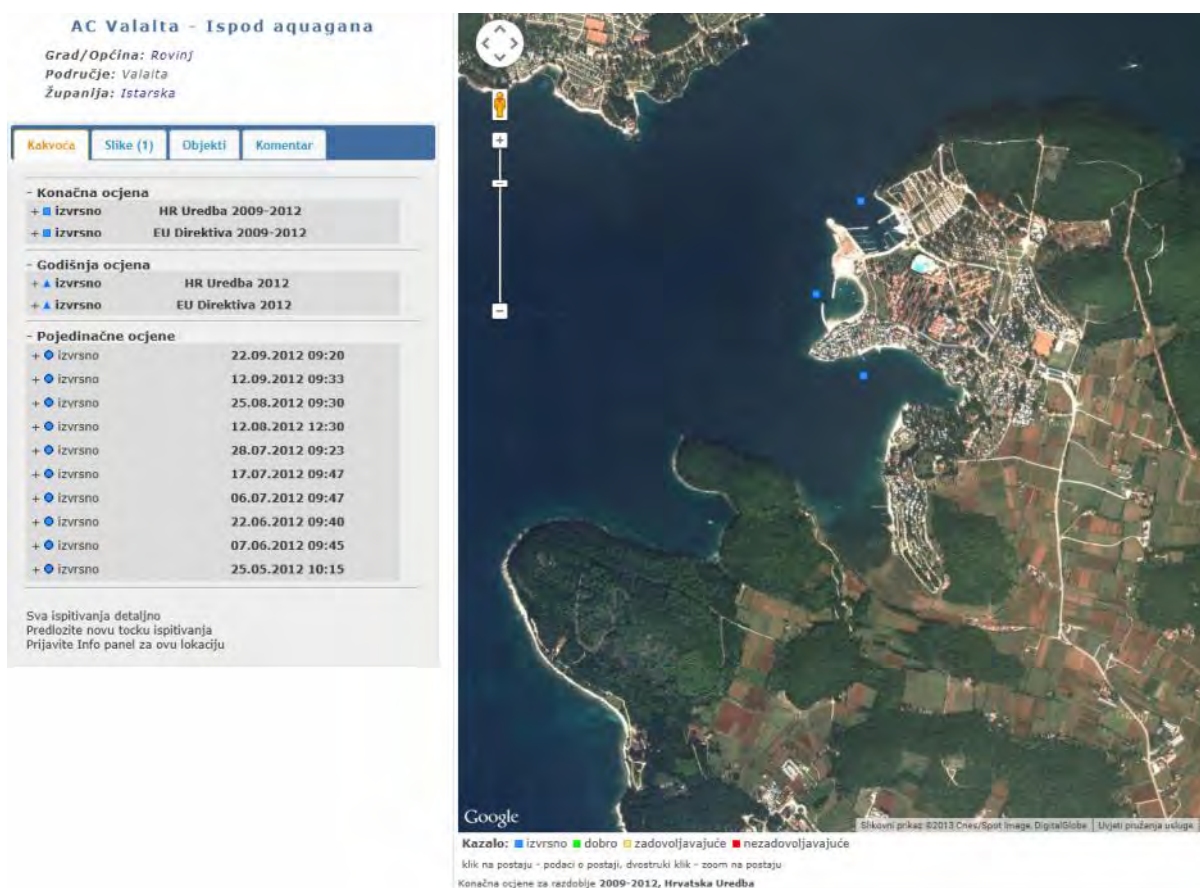 AC Valalta - Ispod aquagana
Grad/Općina: Rovinj
Područje: Valalta
Županija: Istarska
Kakvoća Slike (1) Objekti Komentar
- Konačna ocjena
+ izvrsno HR Uredba 2009-2012
+ izvrsno EU Direktiva 2009-2012
- Godišnja ocjena
+ izvrsno HR Uredba 2012
+ izvrsno EU Direktiva 2012
- Pojedinačne ocjene
+ izvrsno 22.09.2012 09:20
+ izvrsno 12.09.2012 09:33
+ izvrsno 25.08.2012 09:30
+ izvrsno 12.08.2012 12:30
+ izvrsno 28.07.2012 09:23
+ izvrsno 17.07.2012 09:47
+ izvrsno 06.07.2012 09:47
+ izvrsno 22.06.2012 09:40
+ izvrsno 07.06.2012 09:45
+ izvrsno 25.05.2012 10:15
Sva ispitivanja detaljno
Predlozite novu tocku ispitivanja
Prijavite Info panel za ovu lokaciju
Google
Slikovni prikaz ©2013 Cnes/Spot Image, DigitalGlobe Uvjeti pružanja usluge
Kazalo: izvrsno dobro zadovoljavajuće nezadovoljavajuće
klik na postaju - podaci o postaji, dvostruki klik - zoom na postaju
Konačna ocjene za razdoblje 2009-2012, Hrvatska Uredba